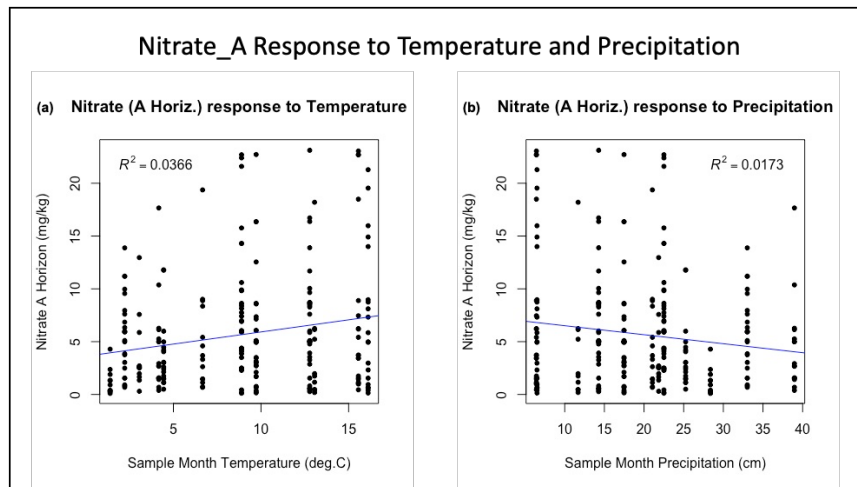 Nitrate_A Response to Temperature and Precipitation
(a) Nitrate (A Horiz.) response to Temperature
R² = 0.0366
Nitrate A Horizon (mg/kg)
20
15
10
5
0
5 10 15
Sample Month Temperature (deg.C)
(b) Nitrate (A Horiz.) response to Precipitation
R² = 0.0173
Nitrate A Horizon (mg/kg)
20
15
10
5
0
10 15 20 25 30 35 40
Sample Month Precipitation (cm)